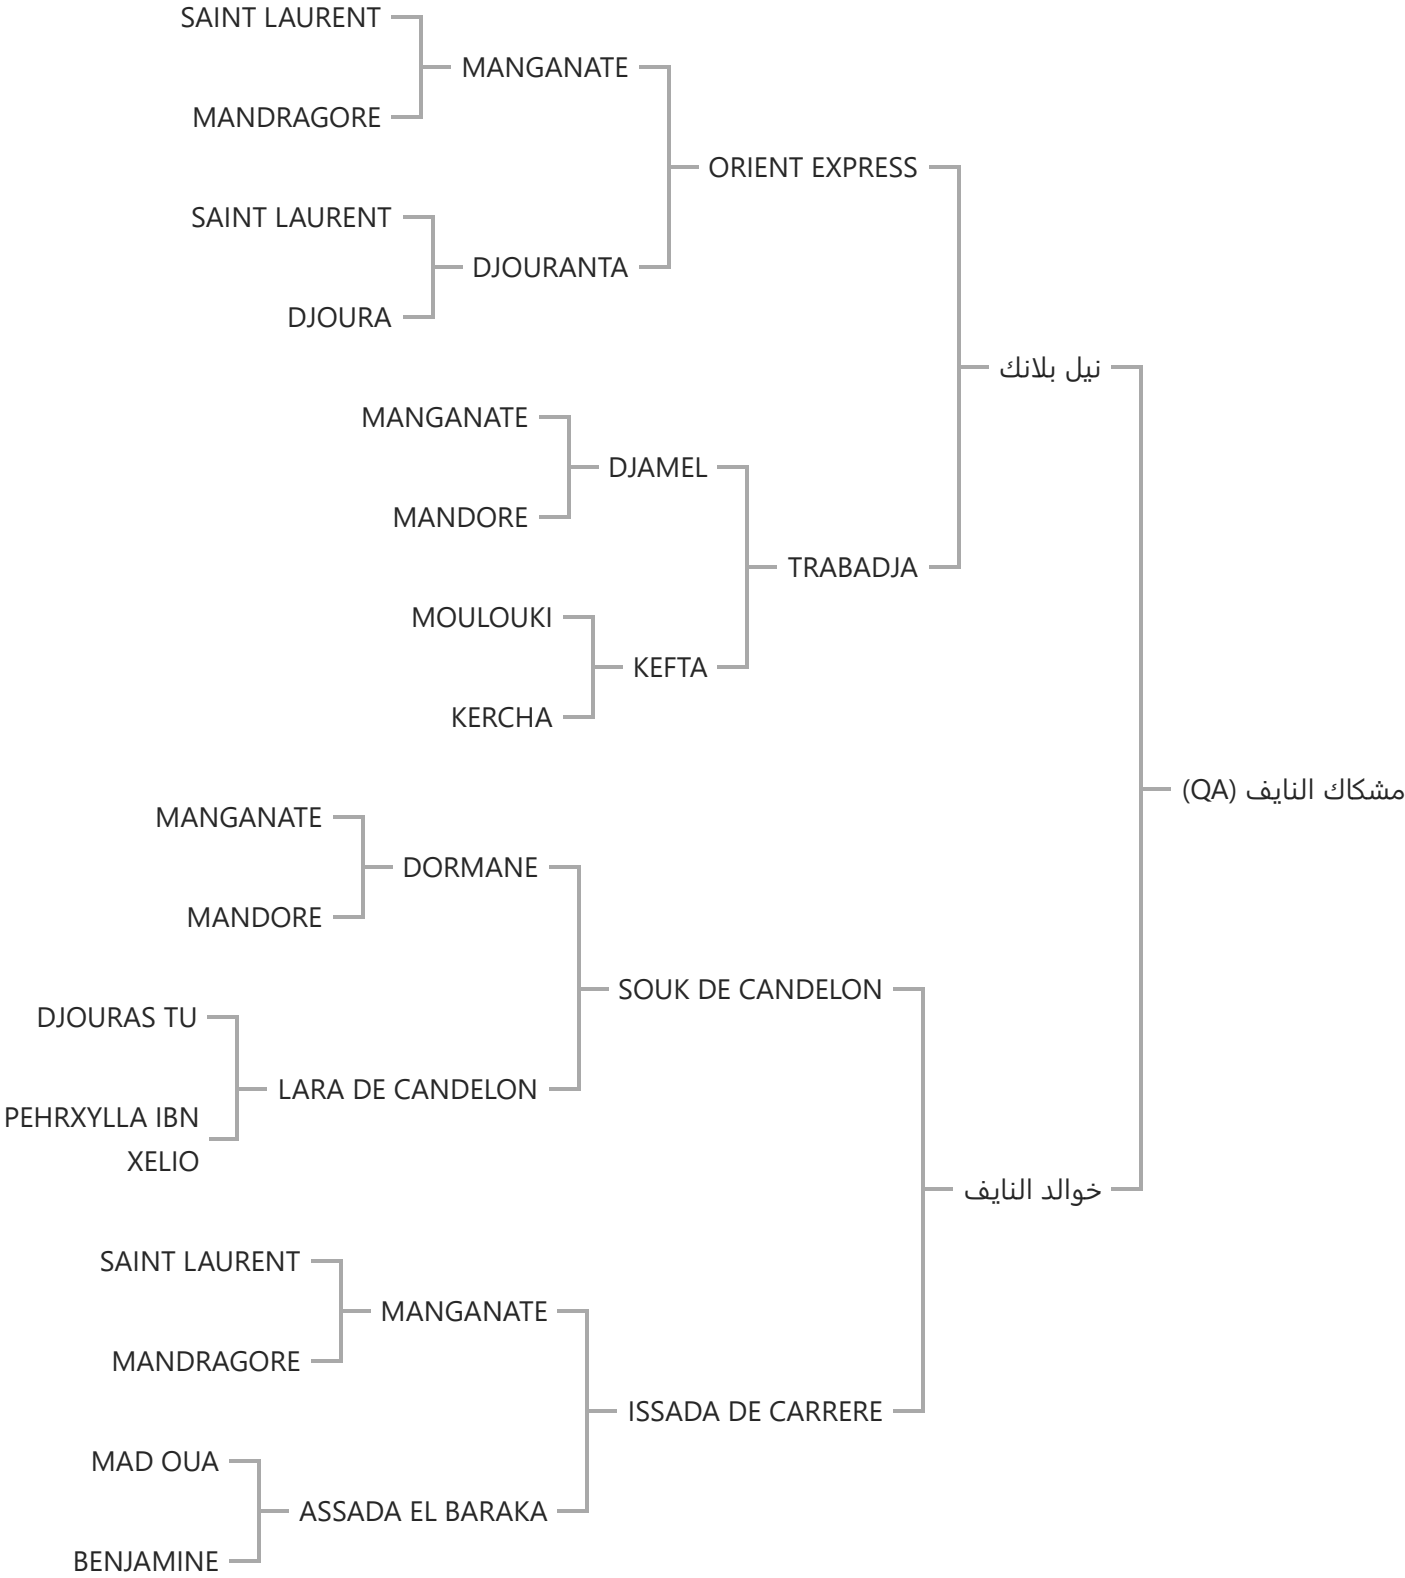 SAINT LAURENT
MANGANATE
MANDRAGORE
ORIENT EXPRESS
SAINT LAURENT
DJOURANTA
DJOURA
نيل بلانك
MANGANATE
DJAMEL
MANDORE
TRABADJA
MOULOUKI
KEFTA
KERCHA
مشكاك النايف (QA)
MANGANATE
DORMANE
MANDORE
SOUK DE CANDELON
DJOURAS TU
LARA DE CANDELON
PEHRXYLLA IBN
XELIO
خوالد النايف
SAINT LAURENT
MANGANATE
MANDRAGORE
ISSADA DE CARRERE
MAD OUA
ASSADA EL BARAKA
BENJAMINE